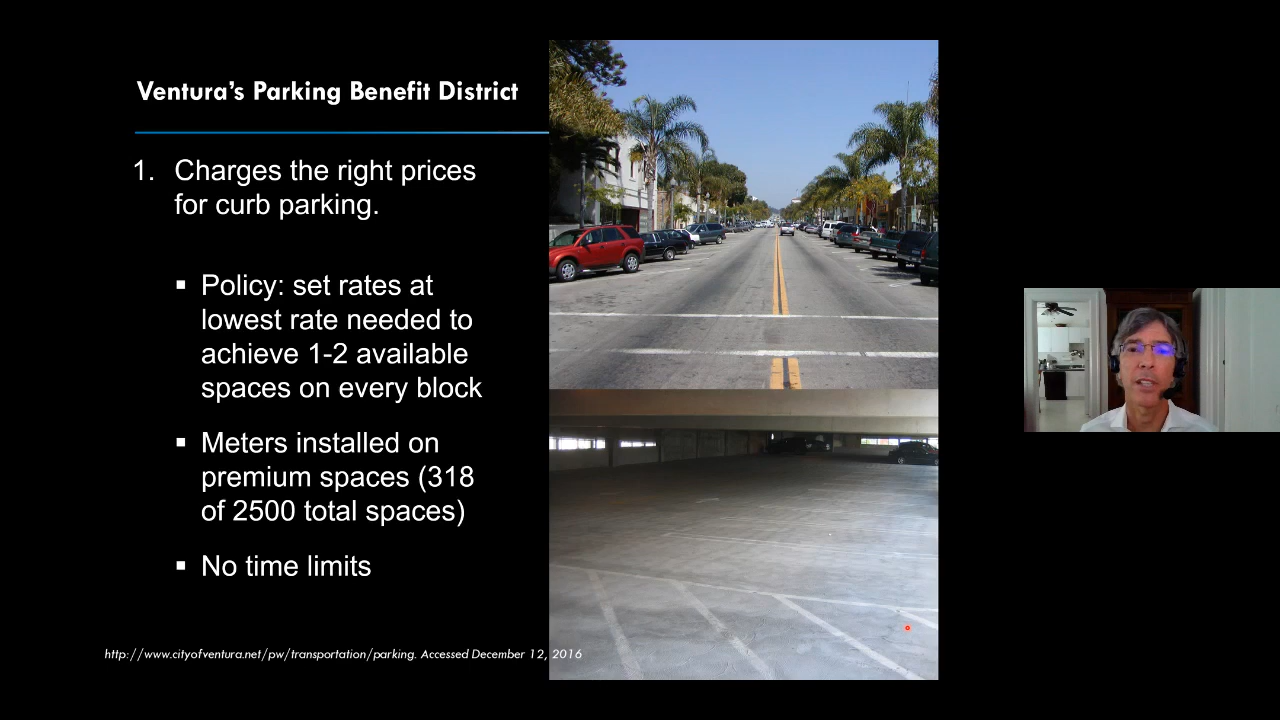 Ventura's Parking Benefit District
1. Charges the right prices
for curb parking.
▪ Policy: set rates at
lowest rate needed to
achieve 1-2 available
spaces on every block
▪ Meters installed on
premium spaces (318
of 2500 total spaces)
▪ No time limits
http://www.cityofventura.net/pw/transportation/parking. Accessed December 12, 2016